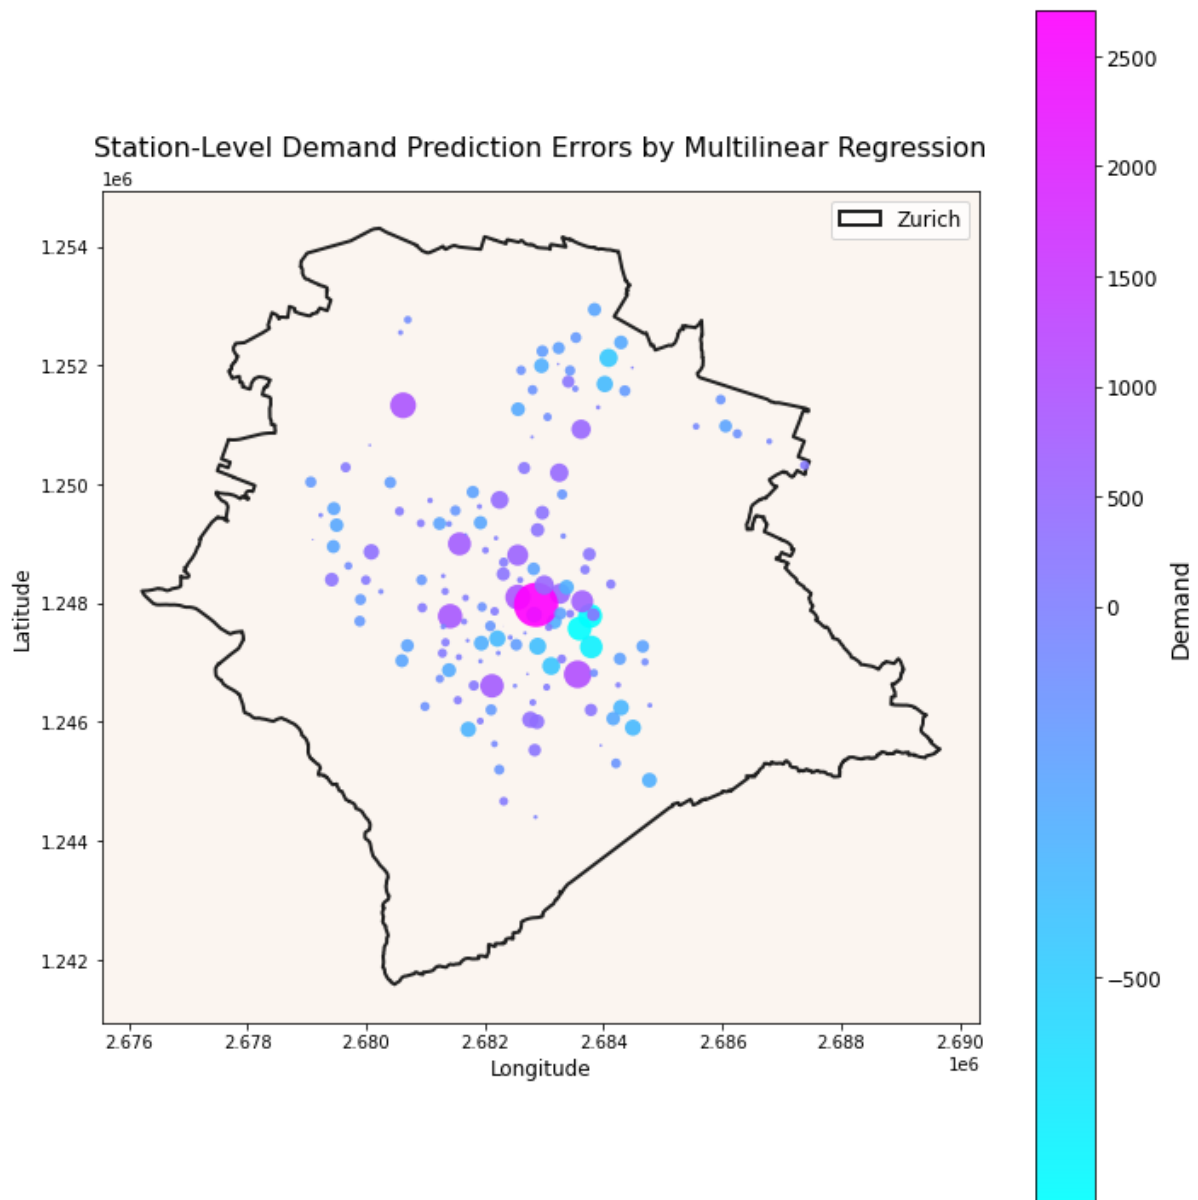 Station-Level Demand Prediction Errors by Multilinear Regression
1e6
Zurich
1.254
1.252
1.250
1.248
1.246
1.244
1.242
Latitude
2.676 2.678 2.680 2.682 2.684 2.686 2.688 2.690
1e6
Longitude
2500
2000
1500
1000
500
0
−500
Demand